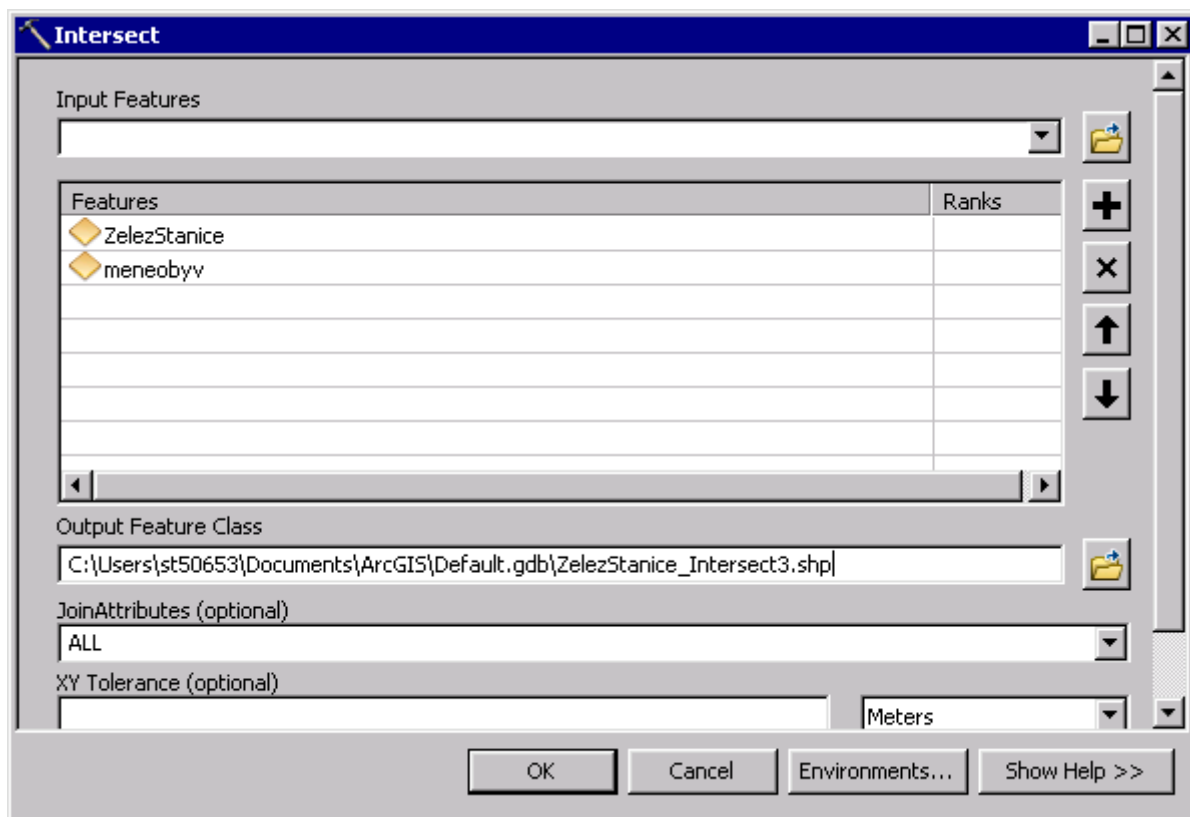 Intersect
Input Features
Features Ranks
ZelezStanice
meneobyv
Output Feature Class
C:\Users\st50653\Documents\ArcGIS\Default.gdb\ZelezStanice_Intersect3.shp
JoinAttributes (optional)
ALL
XY Tolerance (optional)
Meters
OK Cancel Environments... Show Help >>